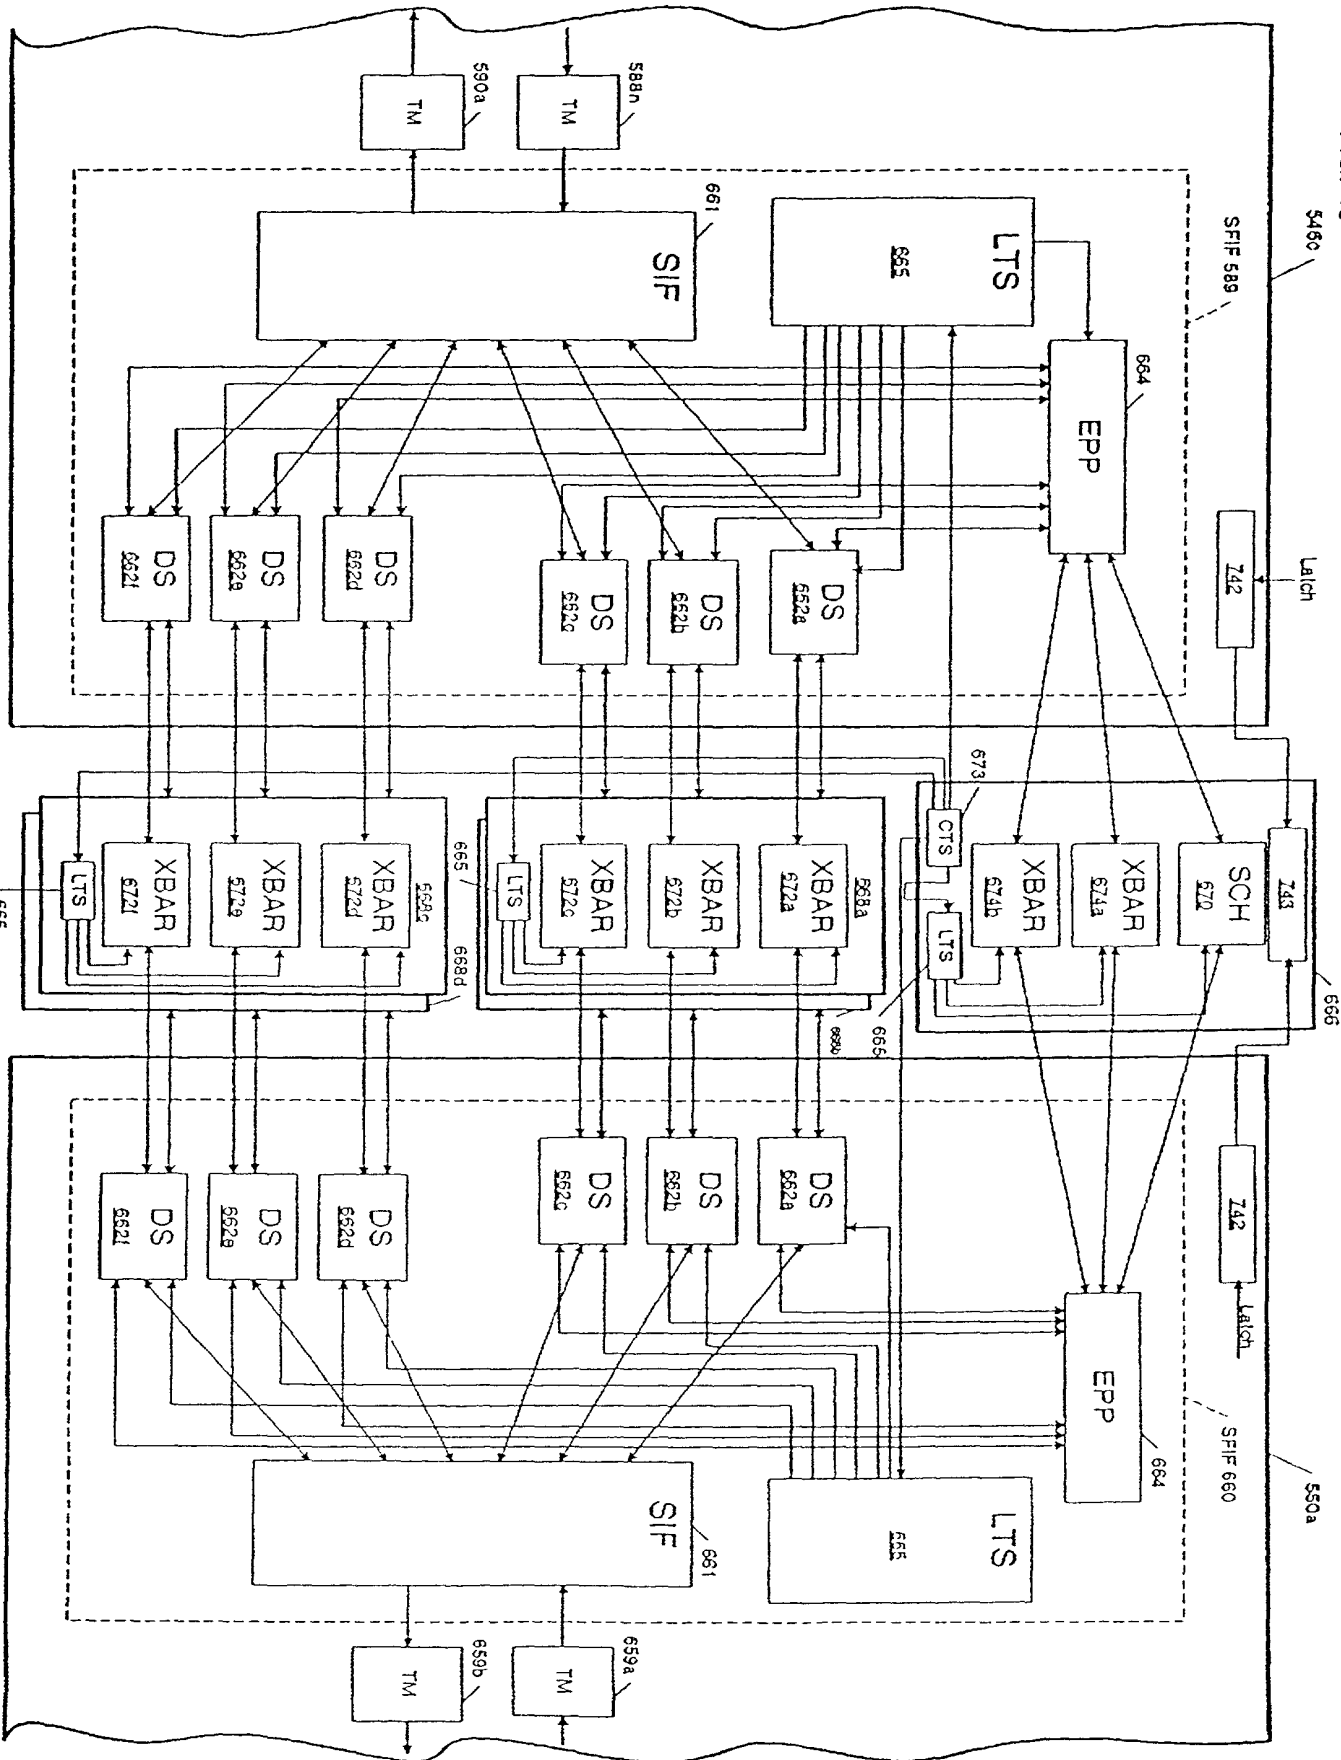 546c
SFIF 589
664
EPP
Latch
742
LTS
665
661
SIF
588n
TM
590a
TM
DS
662a
DS
662b
DS
662c
DS
662d
DS
662e
DS
662f
666
743
SCH
670
XBAR
674a
XBAR
674b
673
CTS
LTS
665
668a
XBAR
672a
XBAR
672b
XBAR
672c
665
LTS
668b
668c
XBAR
672d
XBAR
672e
XBAR
672f
LTS
668d
550a
SFIF 660
742
Latch
EPP
664
LTS
665
DS
662a
DS
662b
DS
662c
DS
662d
DS
662e
DS
662f
SIF
661
659a
TM
659b
TM